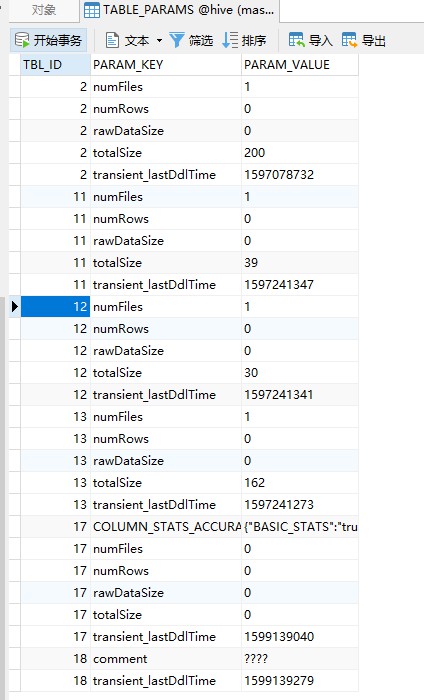 对象 TABLE_PARAMS @hive (mas...
开始事务 文本 筛选 排序 导入 导出
TBL_ID PARAM_KEY PARAM_VALUE
2 numFiles 1
2 numRows 0
2 rawDataSize 0
2 totalSize 200
2 transient_lastDdlTime 1597078732
11 numFiles 1
11 numRows 0
11 rawDataSize 0
11 totalSize 39
11 transient_lastDdlTime 1597241347
12 numFiles 1
12 numRows 0
12 rawDataSize 0
12 totalSize 30
12 transient_lastDdlTime 1597241341
13 numFiles 1
13 numRows 0
13 rawDataSize 0
13 totalSize 162
13 transient_lastDdlTime 1597241273
17 COLUMN_STATS_ACCURA {"BASIC_STATS":"tru
17 numFiles 0
17 numRows 0
17 rawDataSize 0
17 totalSize 0
17 transient_lastDdlTime 1599139040
18 comment ????
18 transient_lastDdlTime 1599139279